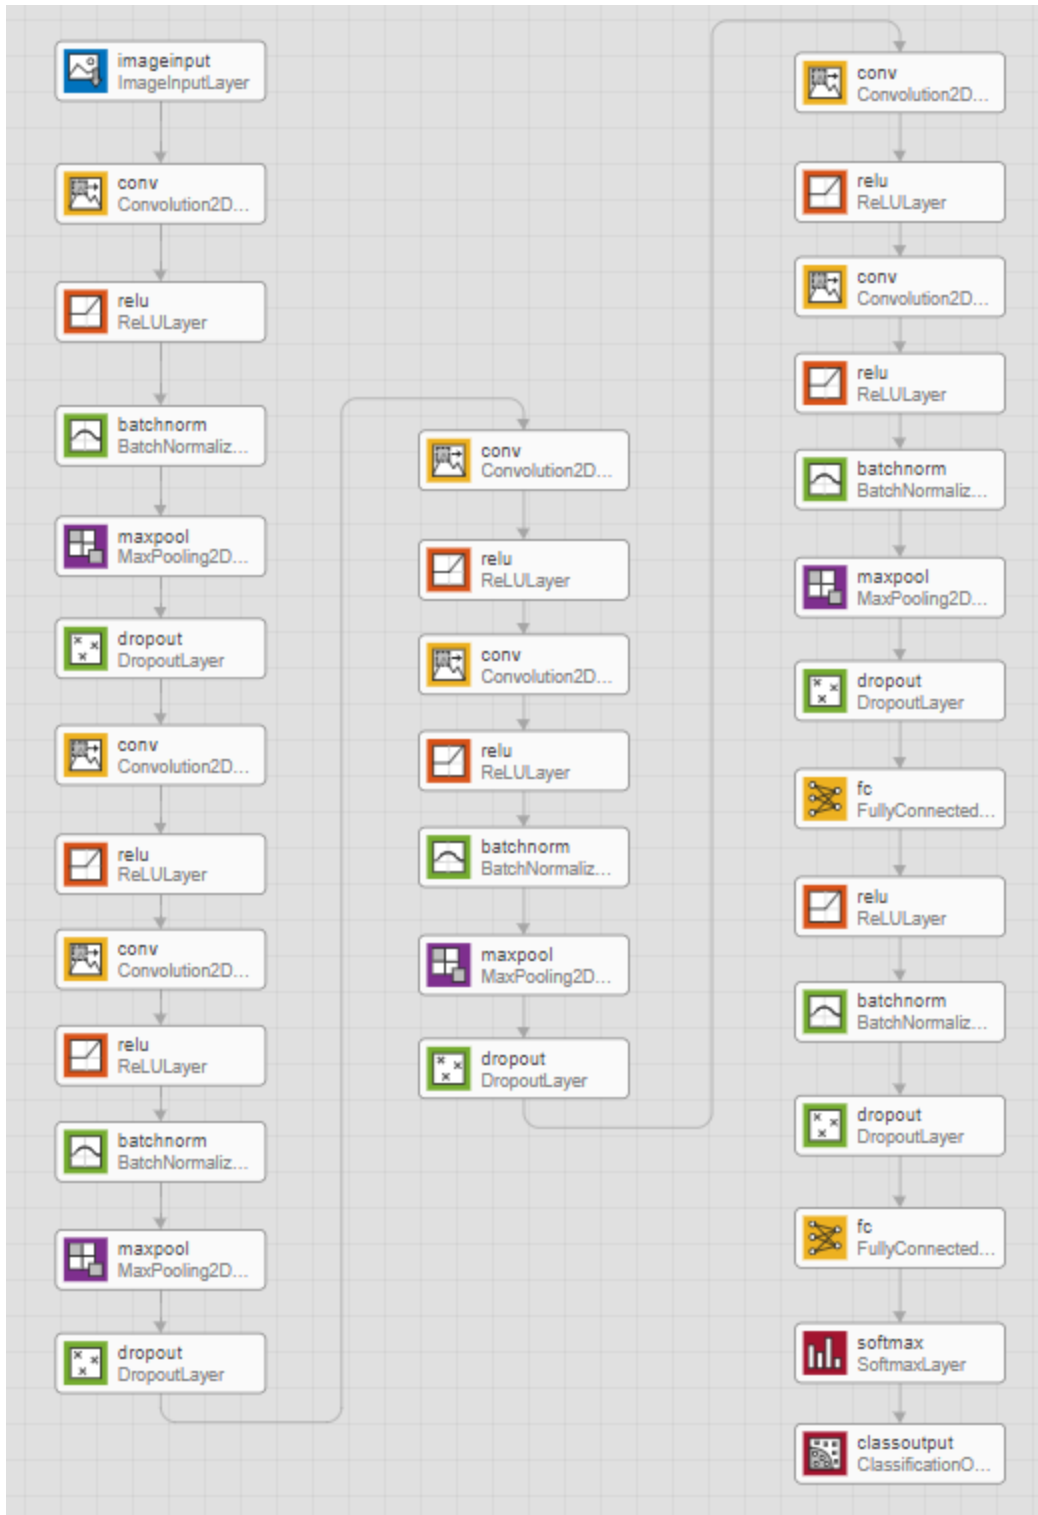 imageinput
ImageInputLayer
conv
Convolution2D...
relu
ReLULayer
batchnorm
BatchNormaliz...
maxpool
MaxPooling2D...
dropout
DropoutLayer
conv
Convolution2D...
relu
ReLULayer
conv
Convolution2D...
relu
ReLULayer
batchnorm
BatchNormaliz...
maxpool
MaxPooling2D...
dropout
DropoutLayer
conv
Convolution2D...
relu
ReLULayer
conv
Convolution2D...
relu
ReLULayer
batchnorm
BatchNormaliz...
maxpool
MaxPooling2D...
dropout
DropoutLayer
conv
Convolution2D...
relu
ReLULayer
conv
Convolution2D...
relu
ReLULayer
batchnorm
BatchNormaliz...
maxpool
MaxPooling2D...
dropout
DropoutLayer
fc
FullyConnected...
relu
ReLULayer
batchnorm
BatchNormaliz...
dropout
DropoutLayer
fc
FullyConnected...
softmax
SoftmaxLayer
classoutput
ClassificationO...